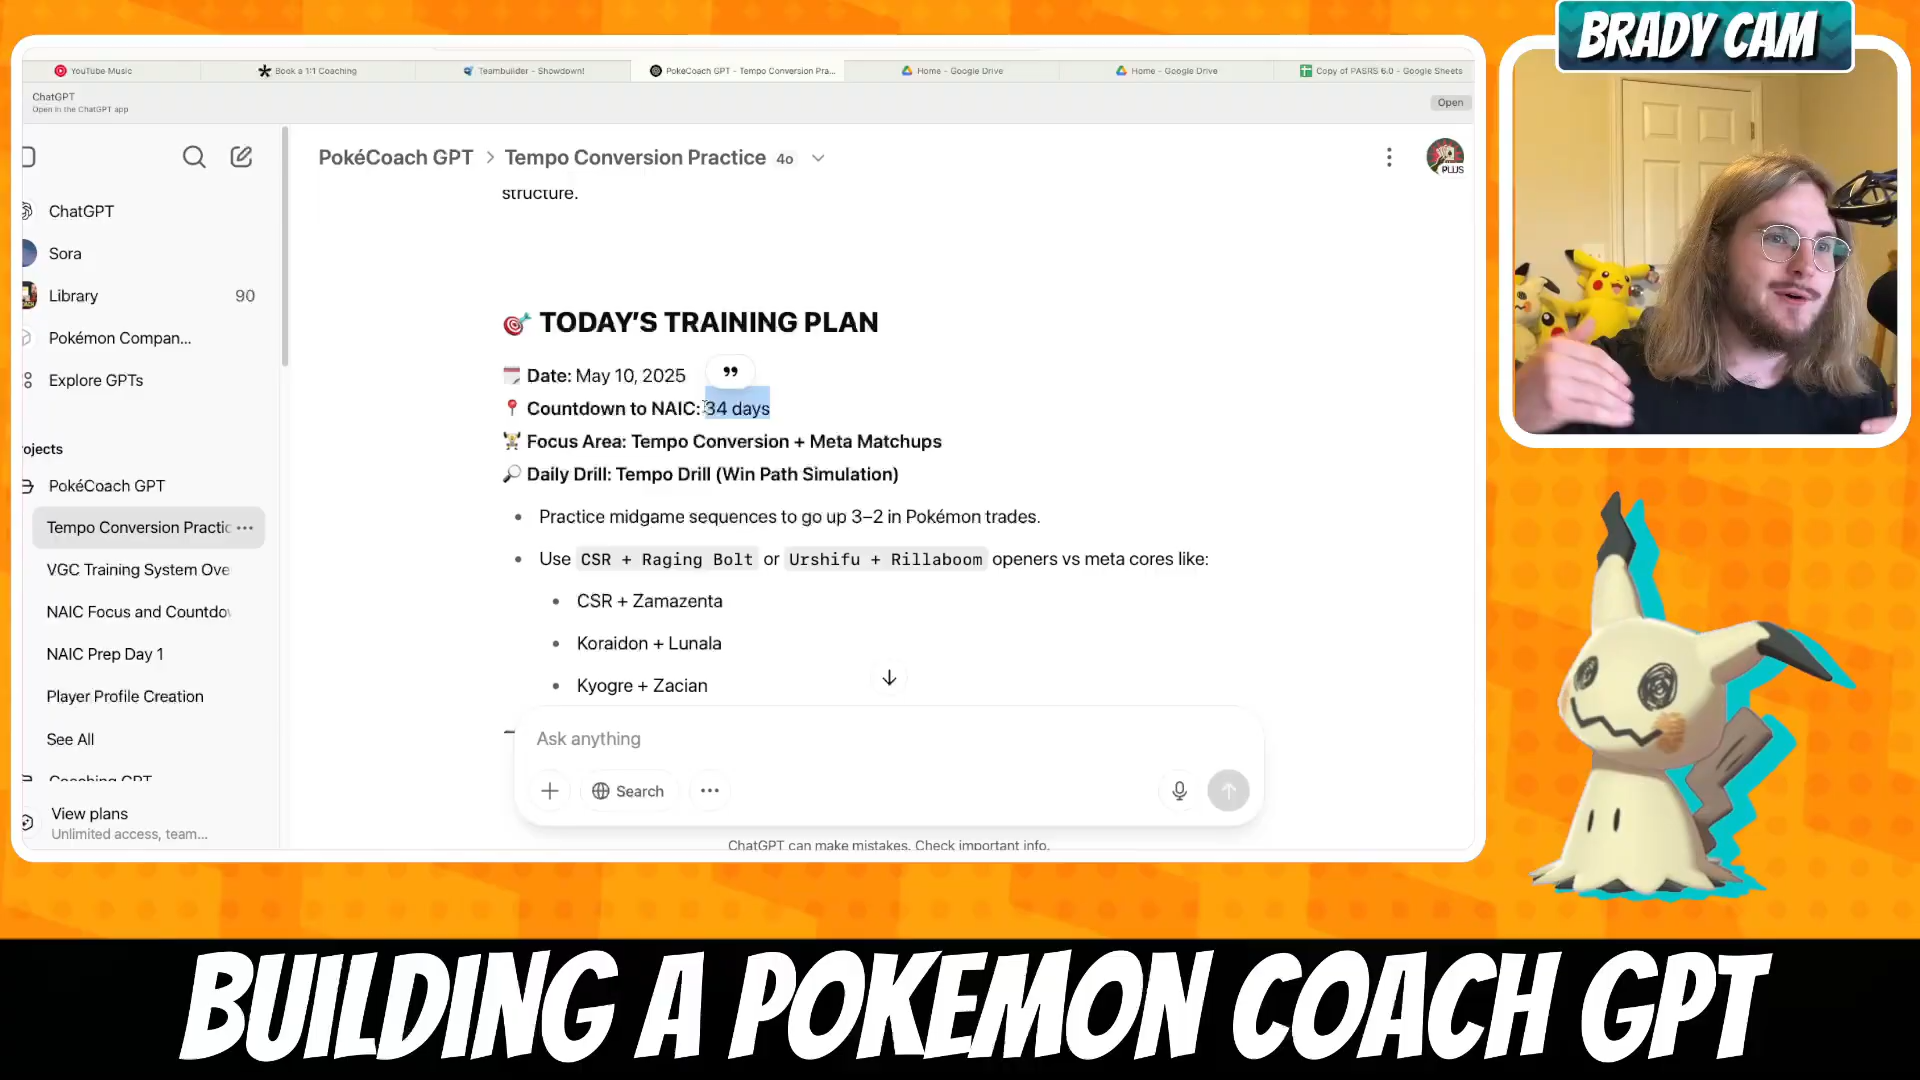 BRADY CAM
YouTube Music
Book a 1:1 Coaching
Teambuilder - Showdown!
PokeCoach GPT - Tempo Conversion Pra...
Home - Google Drive
Home - Google Drive
Copy of PASRS 6.0 - Google Sheets
ChatGPT
Open in the ChatGPT app
Open
PokéCoach GPT > Tempo Conversion Practice 4o
PLUS
structure.
ChatGPT
Sora
Library 90
Pokémon Compan...
Explore GPTs
rojects
PokéCoach GPT
Tempo Conversion Practic ...
VGC Training System Ove
NAIC Focus and Countdo
NAIC Prep Day 1
Player Profile Creation
See All
Coaching GPT
View plans
Unlimited access, team...
🎯 TODAY'S TRAINING PLAN
Date: May 10, 2025
Countdown to NAIC: 34 days
Focus Area: Tempo Conversion + Meta Matchups
Daily Drill: Tempo Drill (Win Path Simulation)
• Practice midgame sequences to go up 3–2 in Pokémon trades.
• Use CSR + Raging Bolt or Urshifu + Rillaboom openers vs meta cores like:
• CSR + Zamazenta
• Koraidon + Lunala
• Kyogre + Zacian
Ask anything
Search
ChatGPT can make mistakes. Check important info.
BUILDING A POKEMON COACH GPT